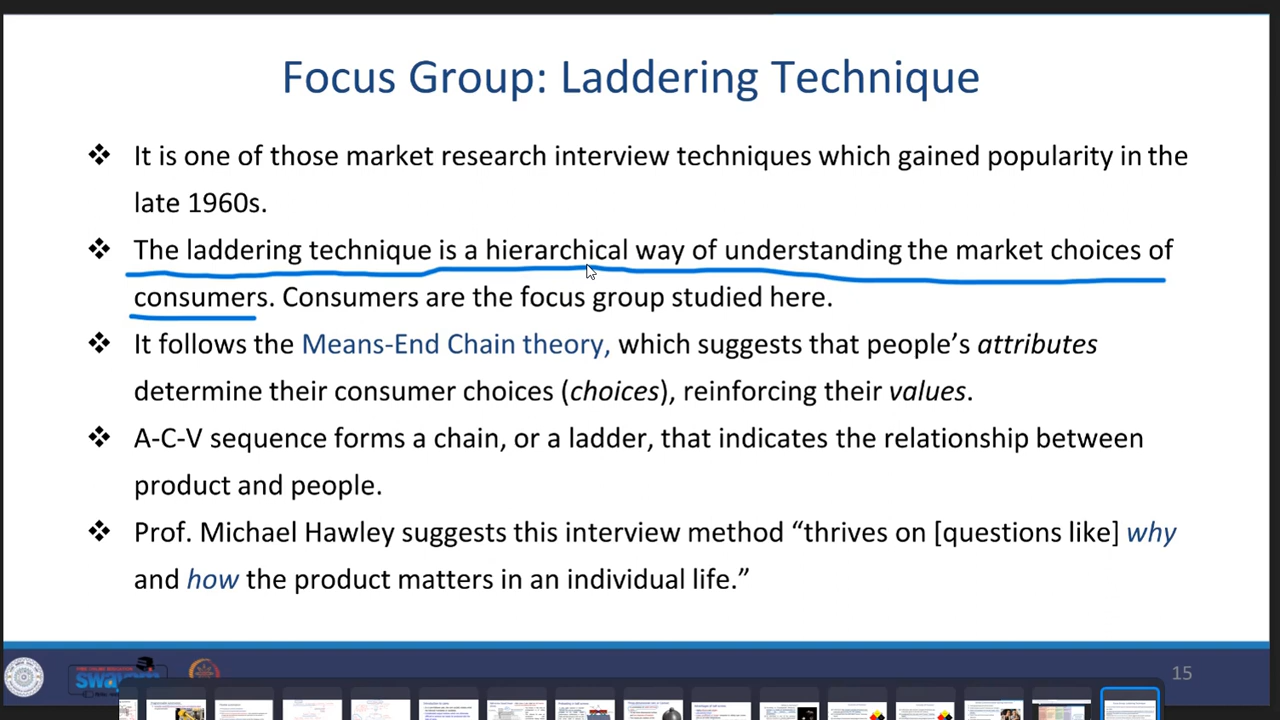 Focus Group: Laddering Technique
❖ It is one of those market research interview techniques which gained popularity in the
late 1960s.
❖ The laddering technique is a hierarchical way of understanding the market choices of
consumers. Consumers are the focus group studied here.
❖ It follows the Means-End Chain theory, which suggests that people’s attributes
determine their consumer choices (choices), reinforcing their values.
❖ A-C-V sequence forms a chain, or a ladder, that indicates the relationship between
product and people.
❖ Prof. Michael Hawley suggests this interview method “thrives on [questions like] why
and how the product matters in an individual life.”
swayam
15